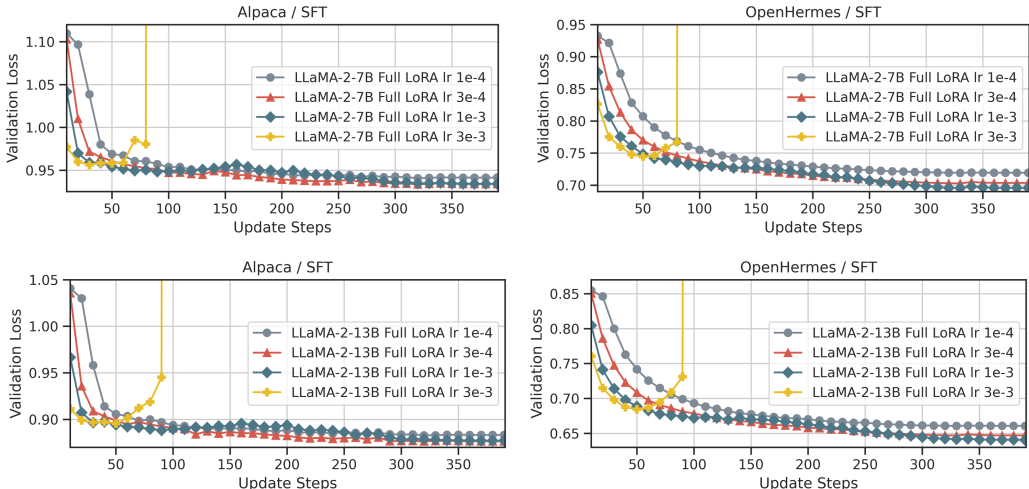 Alpaca / SFT
1.10
1.05
1.00
0.95
Validation Loss
LLaMA-2-7B Full LoRA lr 1e-4
LLaMA-2-7B Full LoRA lr 3e-4
LLaMA-2-7B Full LoRA lr 1e-3
LLaMA-2-7B Full LoRA lr 3e-3
50 100 150 200 250 300 350
Update Steps
OpenHermes / SFT
0.95
0.90
0.85
0.80
0.75
0.70
Validation Loss
LLaMA-2-7B Full LoRA lr 1e-4
LLaMA-2-7B Full LoRA lr 3e-4
LLaMA-2-7B Full LoRA lr 1e-3
LLaMA-2-7B Full LoRA lr 3e-3
50 100 150 200 250 300 350
Update Steps
Alpaca / SFT
1.05
1.00
0.95
0.90
Validation Loss
LLaMA-2-13B Full LoRA lr 1e-4
LLaMA-2-13B Full LoRA lr 3e-4
LLaMA-2-13B Full LoRA lr 1e-3
LLaMA-2-13B Full LoRA lr 3e-3
50 100 150 200 250 300 350
Update Steps
OpenHermes / SFT
0.85
0.80
0.75
0.70
0.65
Validation Loss
LLaMA-2-13B Full LoRA lr 1e-4
LLaMA-2-13B Full LoRA lr 3e-4
LLaMA-2-13B Full LoRA lr 1e-3
LLaMA-2-13B Full LoRA lr 3e-3
50 100 150 200 250 300 350
Update Steps